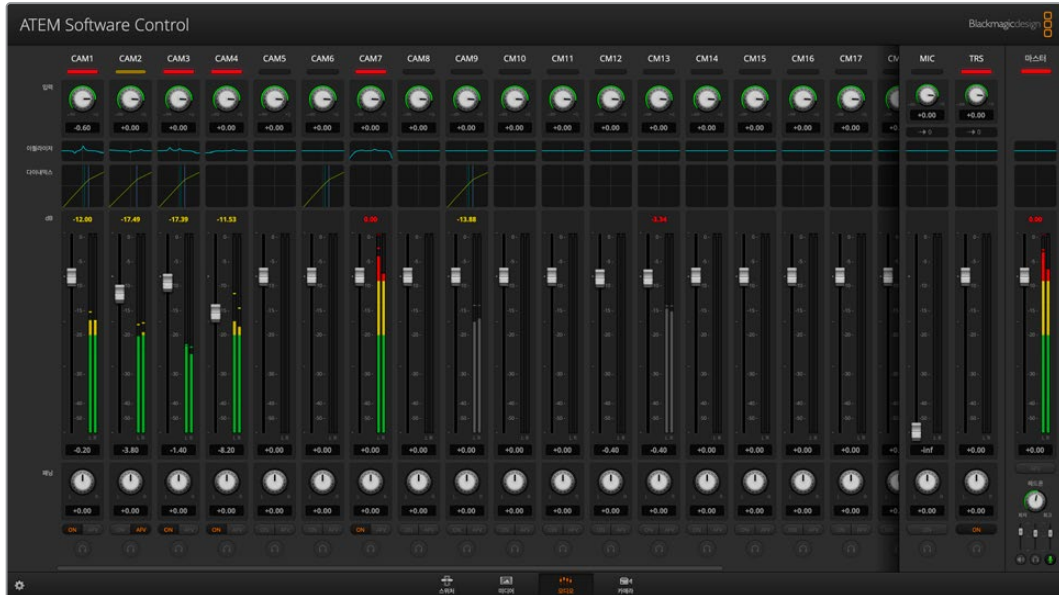 ATEM Software Control
Blackmagicdesign
CAM1 CAM2 CAM3 CAM4 CAM5 CAM6 CAM7 CAM8 CAM9 CM10 CM11 CM12 CM13 CM14 CM15 CM16 CM17 CM MIC TRS 마스터
입력
-0.60 +0.00 +0.00 +0.00 +0.00 +0.00 +0.00 +0.00 +0.00 +0.00 +0.00 +0.00 +0.00 +0.00 +0.00 +0.00 +0.00 +0.00 +0.00
이퀄라이저
다이내믹스
dB -12.00 -17.49 -17.39 -11.53 0.00 -13.88 -3.34 0.00
-0.20 -3.80 -1.40 -8.20 +0.00 +0.00 +0.00 +0.00 +0.00 +0.00 +0.00 -0.40 -0.40 +0.00 +0.00 +0.00 +0.00 -inf +0.00 +0.00
패닝
헤드폰
+0.00 +0.00 +0.00 +0.00 +0.00 +0.00 +0.00 +0.00 +0.00 +0.00 +0.00 +0.00 +0.00 +0.00 +0.00 +0.00 +0.00 +0.00 +0.00
ON AFV ON ON ON ON
스위처 미디어 오디오 카메라